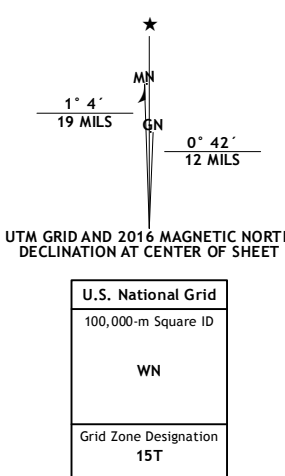 ★
MN
1° 4´
19 MILS
GN
0° 42´
12 MILS
UTM GRID AND 2016 MAGNETIC NORT
DECLINATION AT CENTER OF SHEET
U.S. National Grid
100,000-m Square ID
WN
Grid Zone Designation
15T